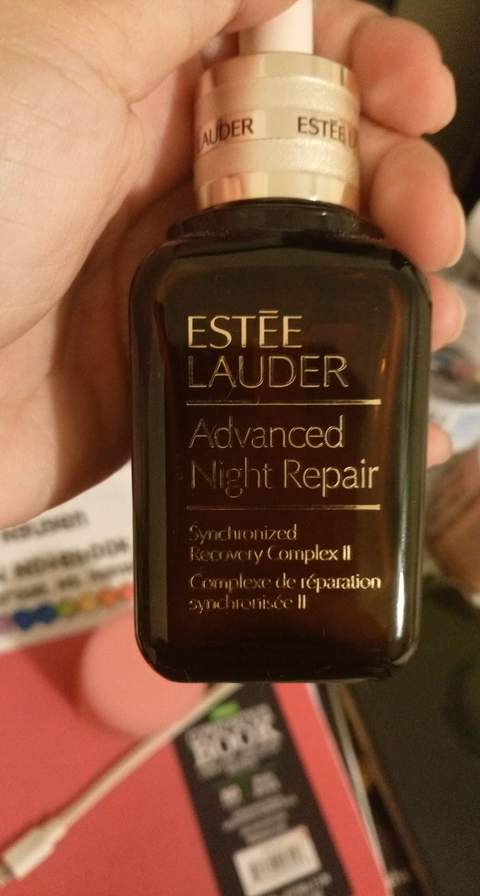 LAUDER ESTĒE L
ESTĒE
LAUDER
Advanced
Night Repair
Synchronized
Recovery Complex II
Complexe de réparation
synchronisée II
BOOK